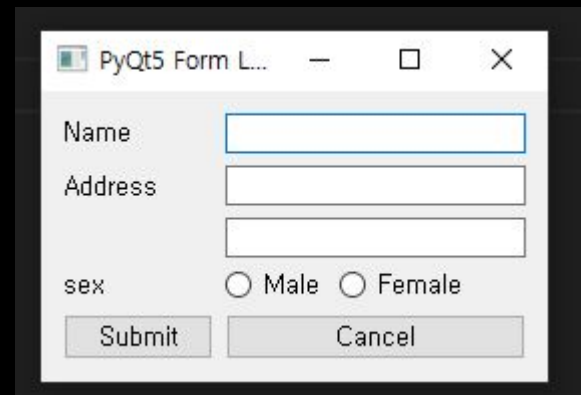 PyQt5 Form L...
Name
Address
sex Male Female
Submit Cancel